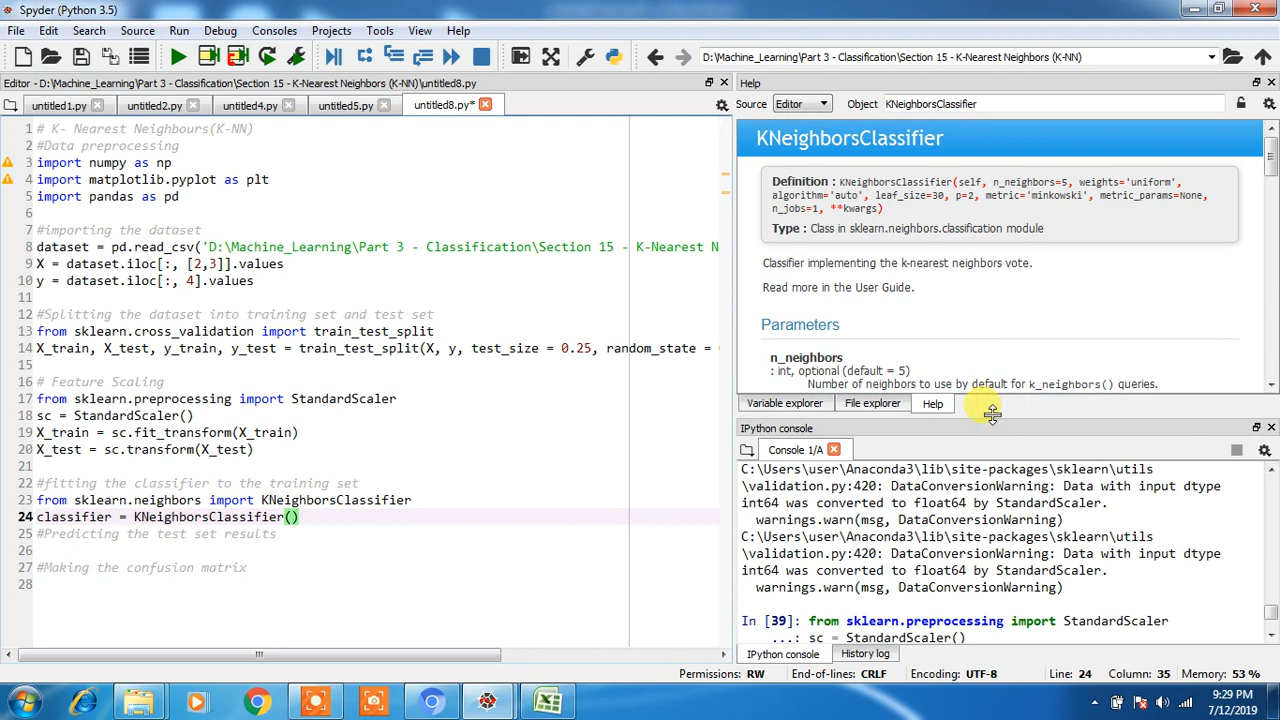 Spyder (Python 3.5)
File Edit Search Source Run Debug Consoles Projects Tools View Help
D:\Machine_Learning\Part 3 - Classification\Section 15 - K-Nearest Neighbors (K-NN)
Editor - D:\Machine_Learning\Part 3 - Classification\Section 15 - K-Nearest Neighbors (K-NN)\untitled8.py
untitled1.py untitled2.py untitled4.py untitled5.py untitled8.py*
1 # K- Nearest Neighbours(K-NN)
2 #Data preprocessing
3 import numpy as np
4 import matplotlib.pyplot as plt
5 import pandas as pd
6
7 #importing the dataset
8 dataset = pd.read_csv('D:\Machine_Learning\Part 3 - Classification\Section 15 - K-Nearest N
9 X = dataset.iloc[:, [2,3]].values
10 y = dataset.iloc[:, 4].values
11
12 #Splitting the dataset into training set and test set
13 from sklearn.cross_validation import train_test_split
14 X_train, X_test, y_train, y_test = train_test_split(X, y, test_size = 0.25, random_state =
15
16 # Feature Scaling
17 from sklearn.preprocessing import StandardScaler
18 sc = StandardScaler()
19 X_train = sc.fit_transform(X_train)
20 X_test = sc.transform(X_test)
21
22 #fitting the classifier to the training set
23 from sklearn.neighbors import KNeighborsClassifier
24 classifier = KNeighborsClassifier()
25 #Predicting the test set results
26
27 #Making the confusion matrix
28
Help
Source Editor Object KNeighborsClassifier
KNeighborsClassifier
Definition : KNeighborsClassifier(self, n_neighbors=5, weights='uniform',
algorithm='auto', leaf_size=30, p=2, metric='minkowski', metric_params=None,
n_jobs=1, **kwargs)
Type : Class in sklearn.neighbors.classification module
Classifier implementing the k-nearest neighbors vote.
Read more in the User Guide.
Parameters
n_neighbors
: int, optional (default = 5)
Number of neighbors to use by default for k_neighbors() queries.
Variable explorer File explorer Help
IPython console
Console 1/A
C:\Users\user\Anaconda3\lib\site-packages\sklearn\utils
\validation.py:420: DataConversionWarning: Data with input dtype
int64 was converted to float64 by StandardScaler.
warnings.warn(msg, DataConversionWarning)
C:\Users\user\Anaconda3\lib\site-packages\sklearn\utils
\validation.py:420: DataConversionWarning: Data with input dtype
int64 was converted to float64 by StandardScaler.
warnings.warn(msg, DataConversionWarning)
In [39]: from sklearn.preprocessing import StandardScaler
...: sc = StandardScaler()
IPython console History log
Permissions: RW End-of-lines: CRLF Encoding: UTF-8 Line: 24 Column: 35 Memory: 53 %
9:29 PM
7/12/2019